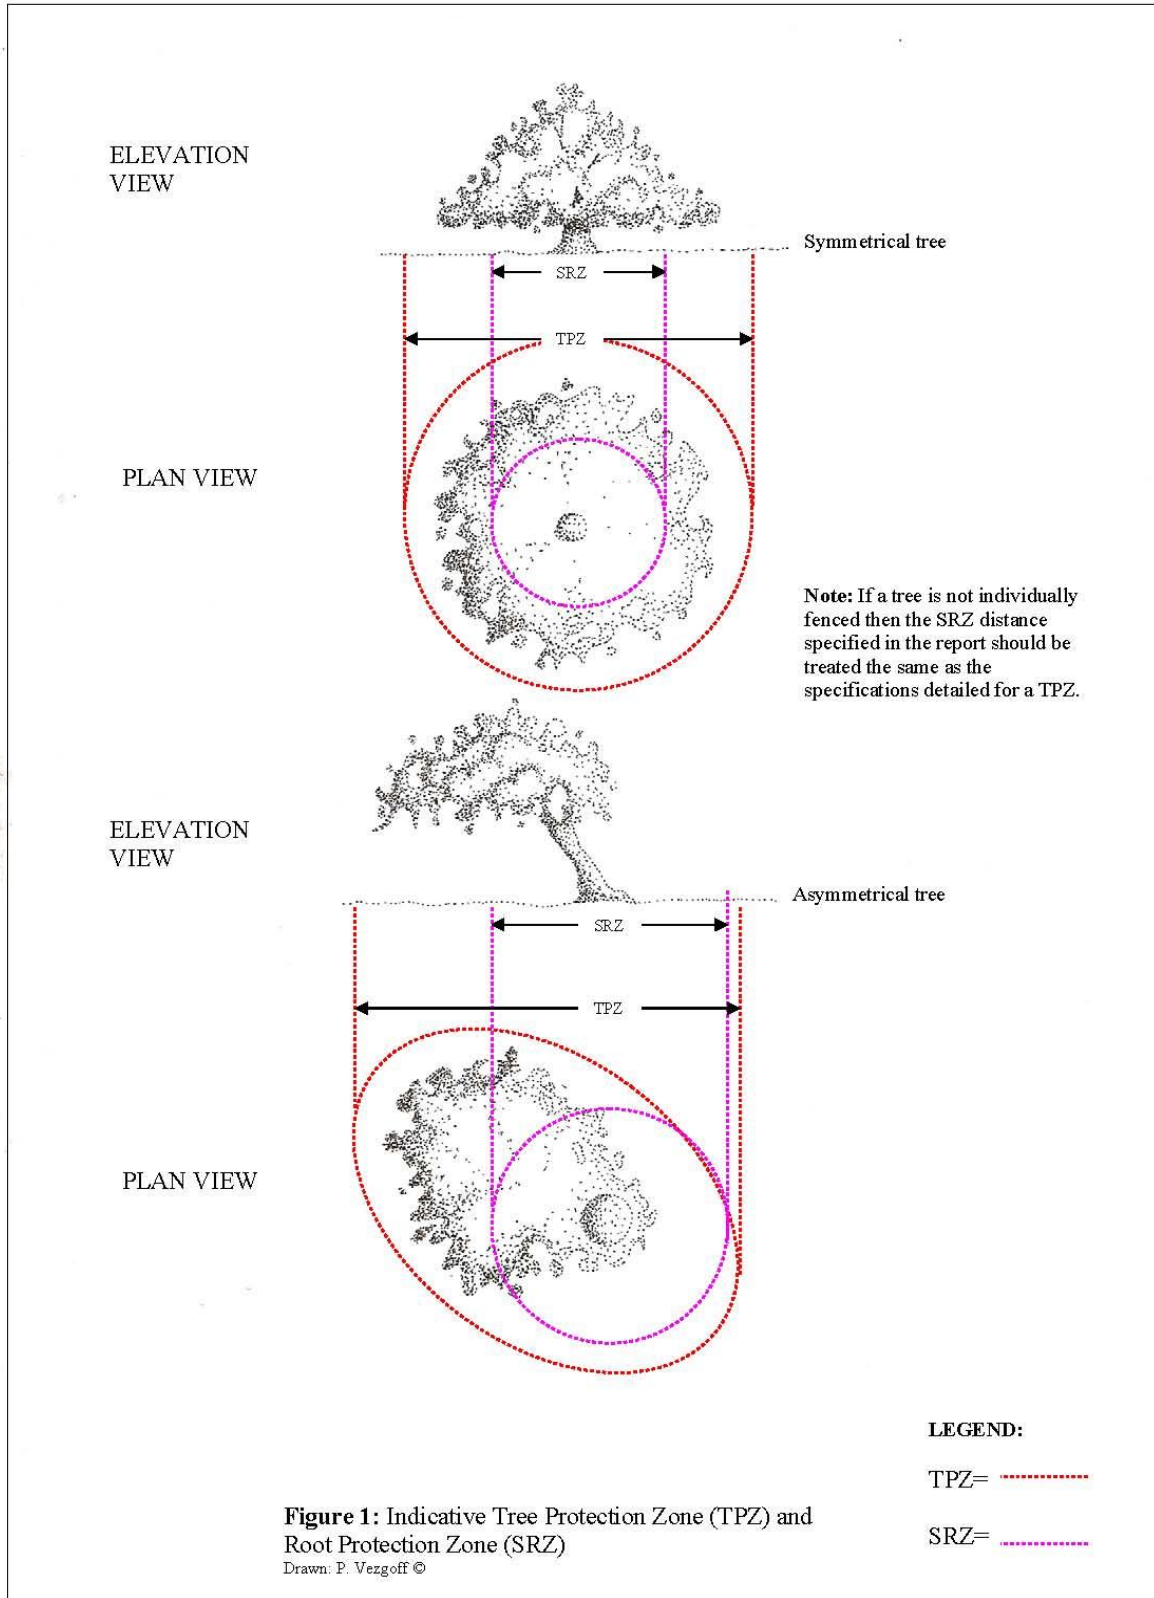 ELEVATION
VIEW
Symmetrical tree
SRZ
TPZ
PLAN VIEW
Note: If a tree is not individually
fenced then the SRZ distance
specified in the report should be
treated the same as the
specifications detailed for a TPZ.
ELEVATION
VIEW
Asymmetrical tree
SRZ
TPZ
PLAN VIEW
LEGEND:
TPZ=
SRZ=
Figure 1: Indicative Tree Protection Zone (TPZ) and
Root Protection Zone (SRZ)
Drawn: P. Vezgoff ©